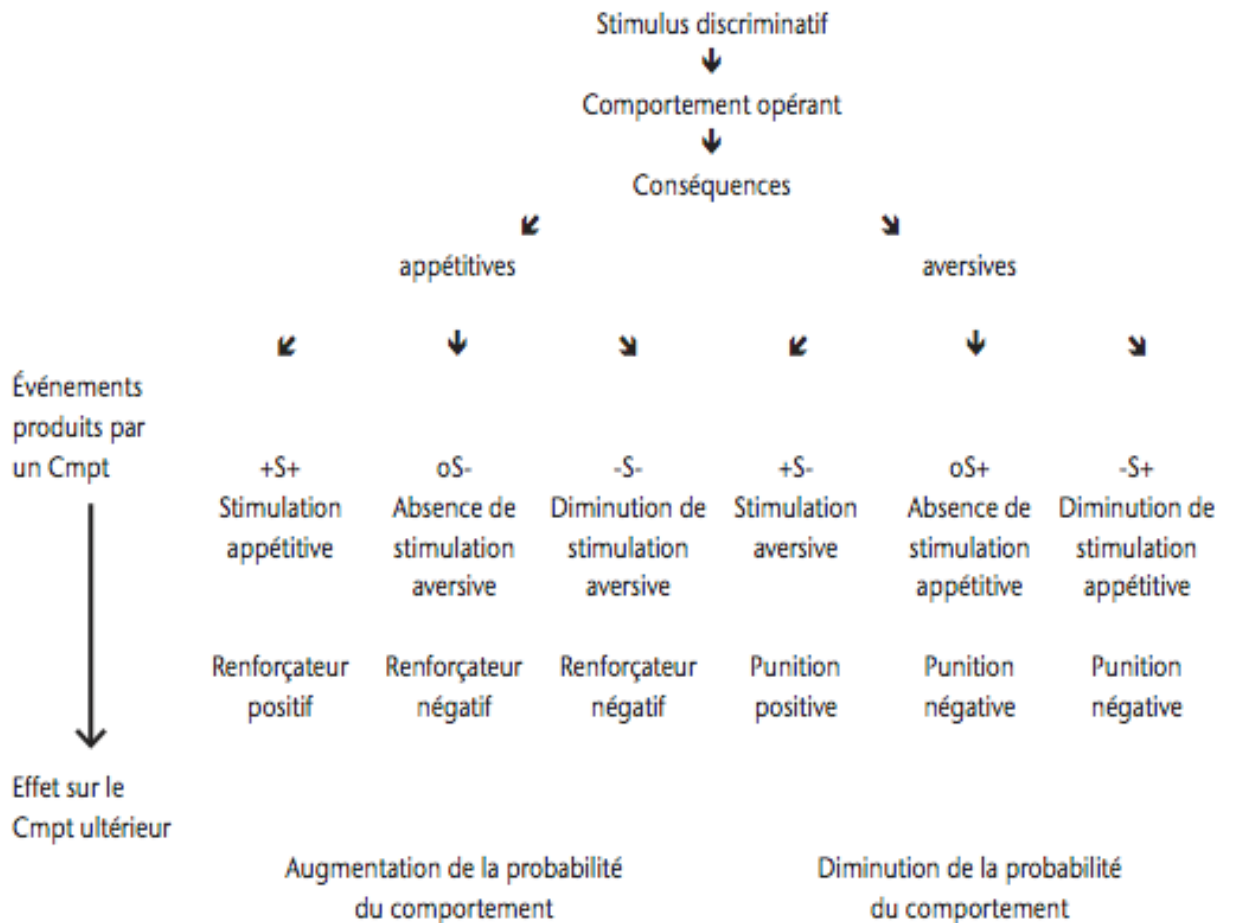 Stimulus discriminatif
Comportement opérant
Conséquences
appétitives aversives
Événements
produits par
un Cmpt +S+ oS- -S- +S- oS+ -S+
Stimulation Absence de Diminution de Stimulation Absence de Diminution de
appétitive stimulation stimulation aversive stimulation stimulation
aversive aversive appétitive appétitive
Renforçateur Renforçateur Renforçateur Punition Punition Punition
positif négatif négatif positive négative négative
Effet sur le
Cmpt ultérieur
Augmentation de la probabilité Diminution de la probabilité
du comportement du comportement